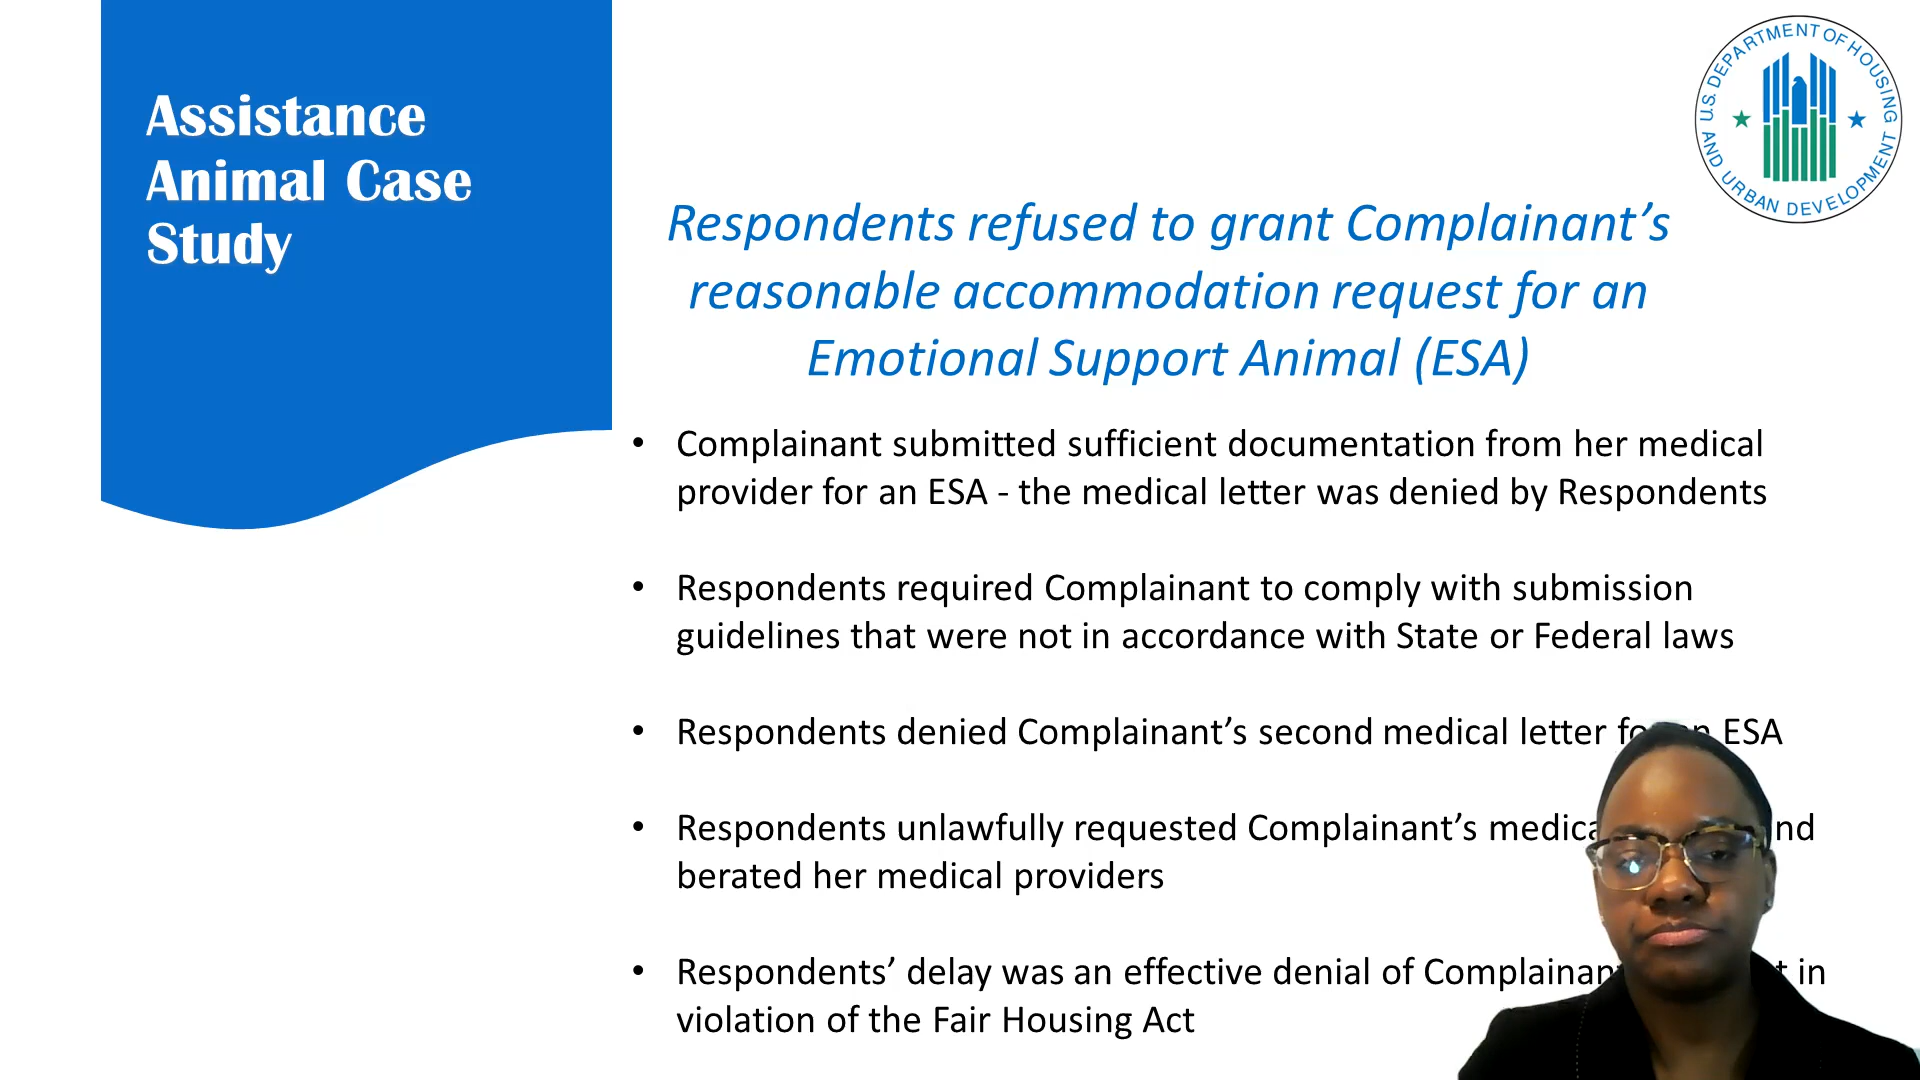 Assistance
Animal Case
Study
U.S. DEPARTMENT OF HOUSING
AND URBAN DEVELOPMENT
Respondents refused to grant Complainant’s
reasonable accommodation request for an
Emotional Support Animal (ESA)
• Complainant submitted sufficient documentation from her medical
provider for an ESA - the medical letter was denied by Respondents
• Respondents required Complainant to comply with submission
guidelines that were not in accordance with State or Federal laws
• Respondents denied Complainant’s second medical letter for an ESA
• Respondents unlawfully requested Complainant’s
berated her medical providers
• Respondents’ delay was an effective denial of in
violation of the Fair Housing Act